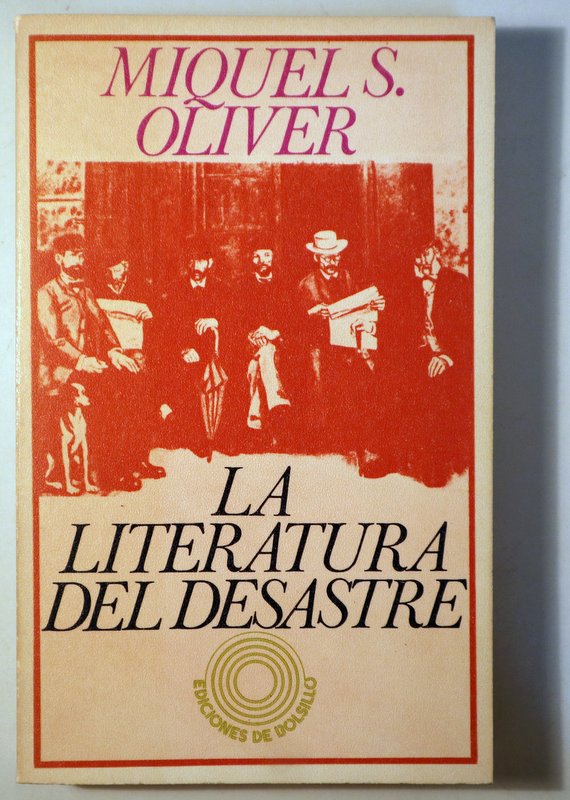 MIQUEL S.
OLIVER
LA
LITERATURA
DEL DESASTRE
EDICIONES DE BOLSILLO